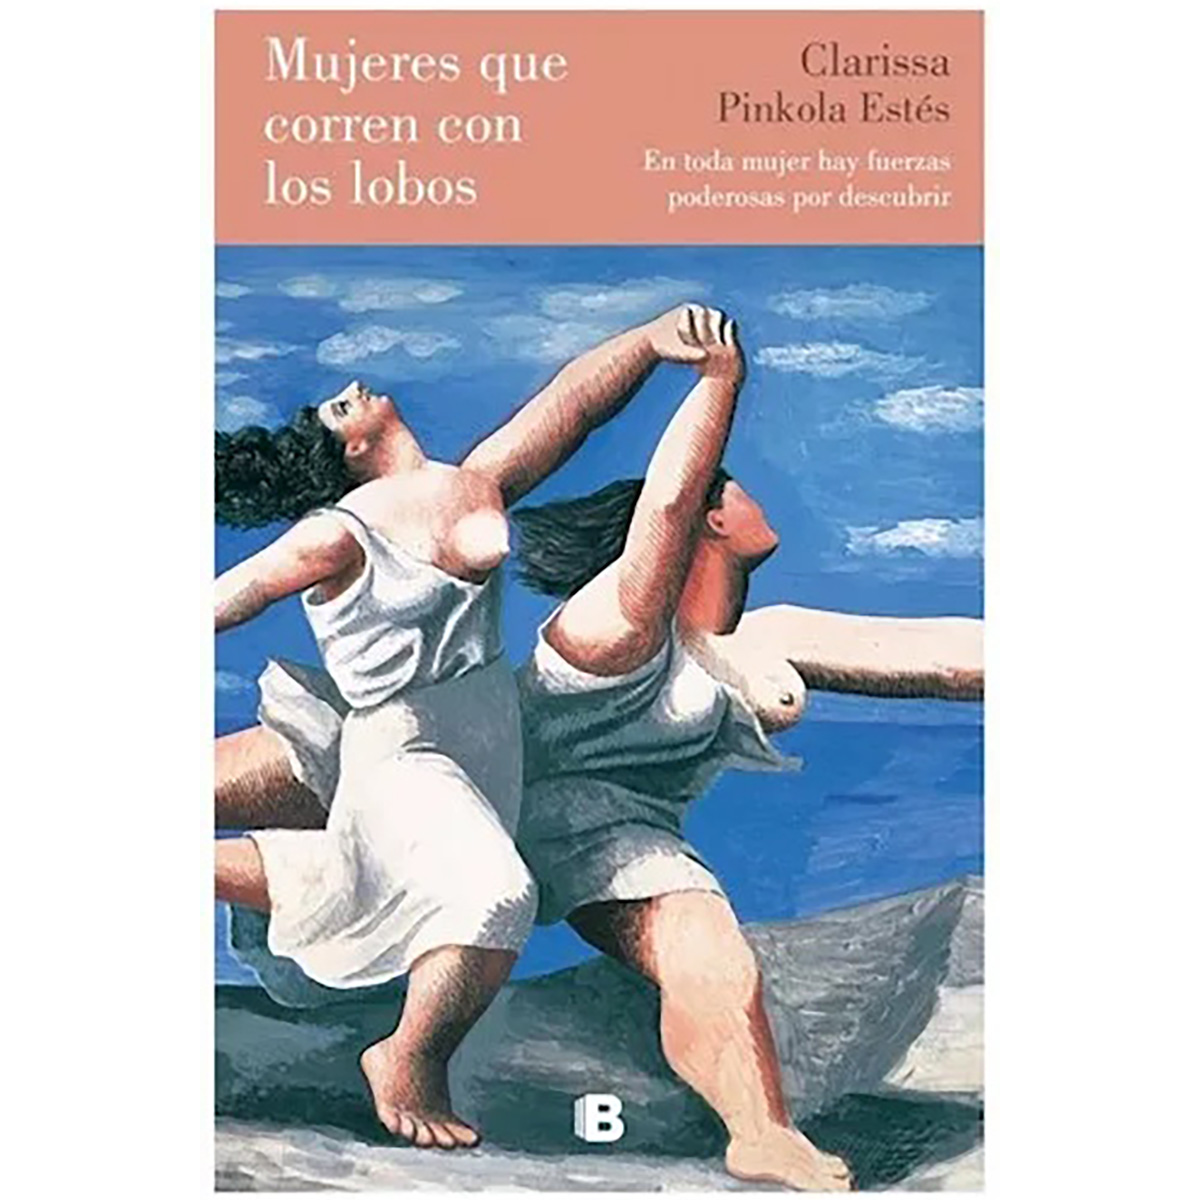 Mujeres que
corren con
los lobos
Clarissa
Pinkola Estés
En toda mujer hay fuerzas
poderosas por descubrir
B